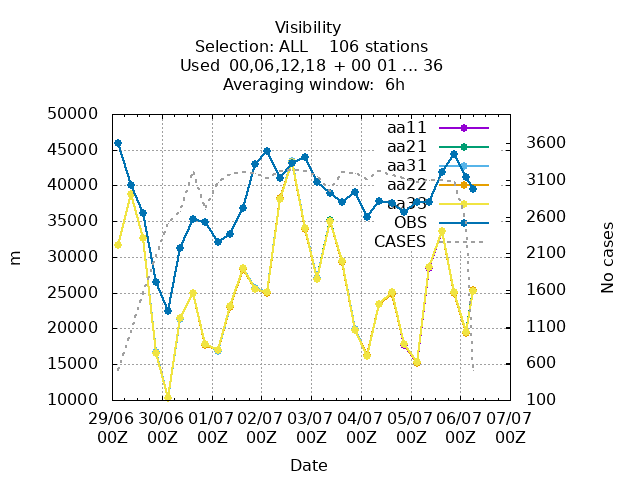 Visibility
Selection: ALL    106 stations
Used  00,06,12,18 + 00 01 ... 36
Averaging window:  6h
50000
45000
40000
35000
30000
25000
20000
15000
10000
m
3600
3100
2600
2100
1600
1100
600
100
No cases
aa11
aa21
aa31
aa22
aa33
OBS
CASES
29/06 30/06 01/07 02/07 03/07 04/07 05/07 06/07 07/07
00Z 00Z 00Z 00Z 00Z 00Z 00Z 00Z 00Z
Date